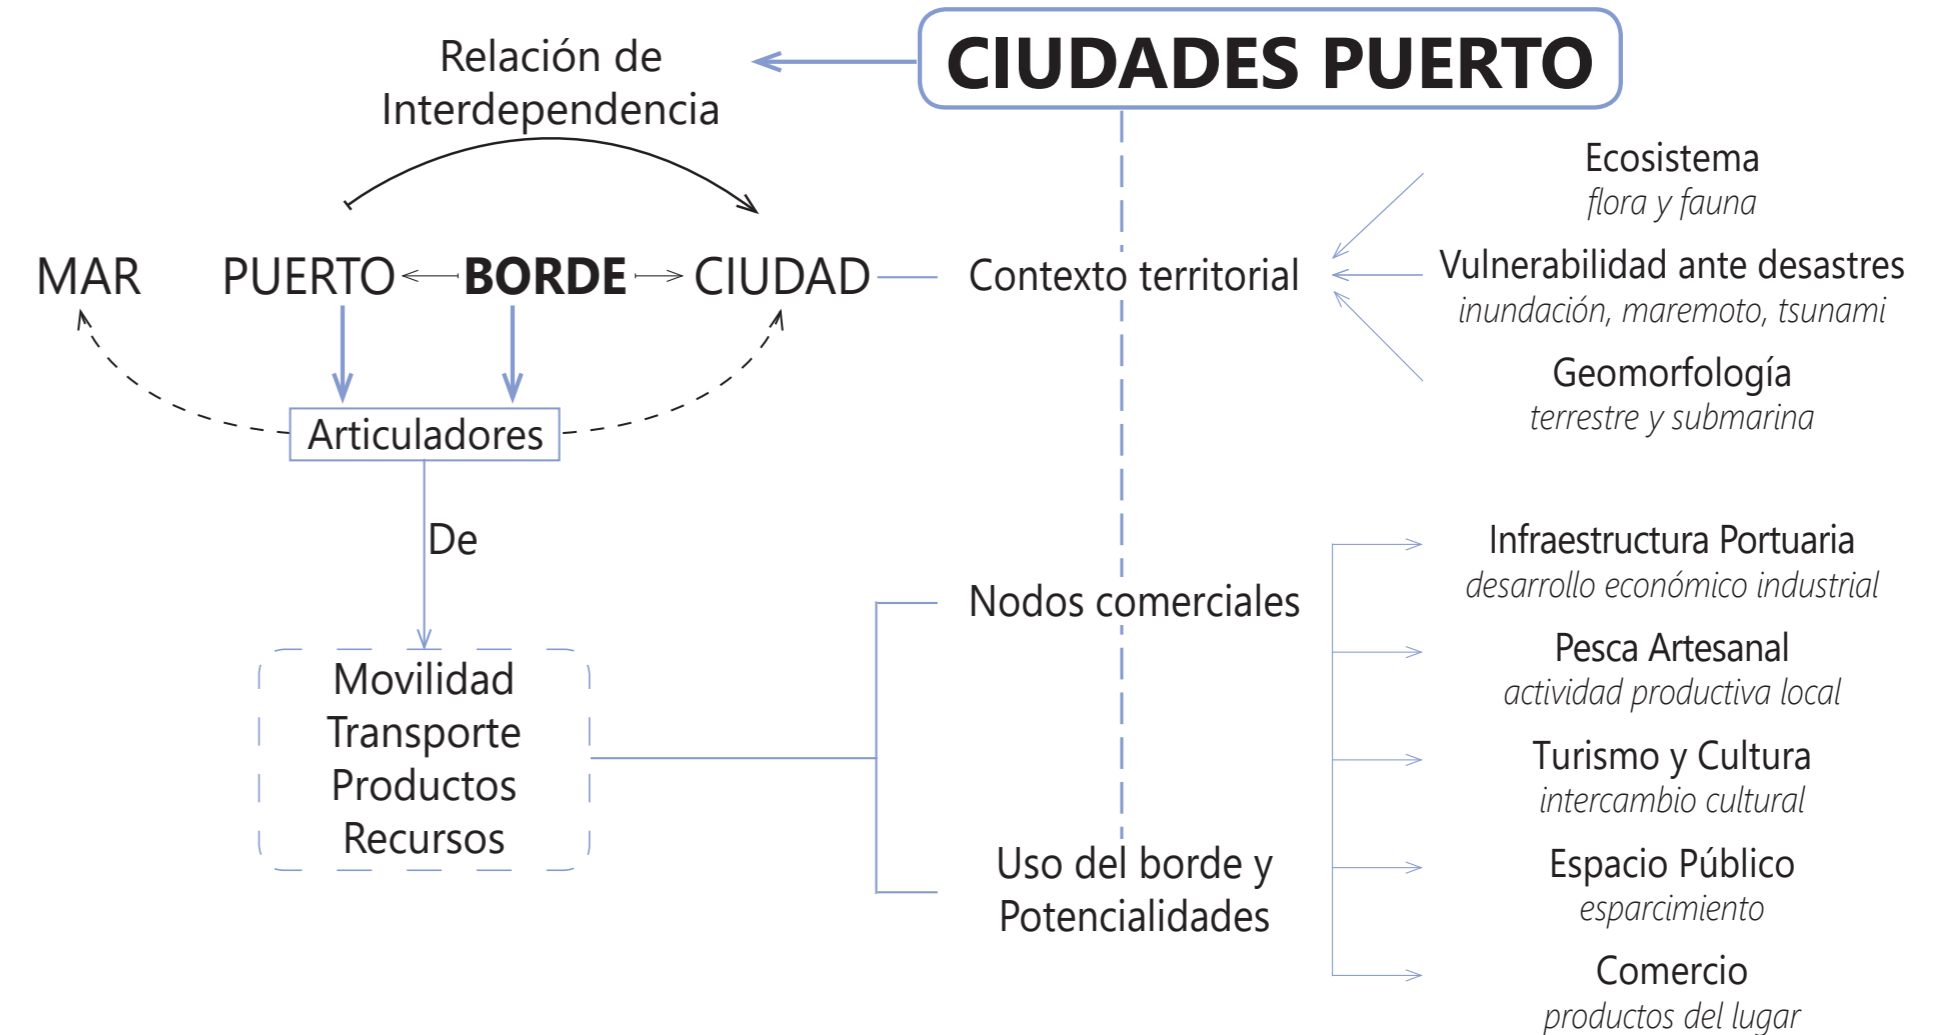 CIUDADES PUERTO
Relación de
Interdependencia
MAR
PUERTO
BORDE
CIUDAD
Articuladores
De
Movilidad
Transporte
Productos
Recursos
Contexto territorial
Ecosistema
flora y fauna
Vulnerabilidad ante desastres
inundación, maremoto, tsunami
Geomorfología
terrestre y submarina
Nodos comerciales
Uso del borde y
Potencialidades
Infraestructura Portuaria
desarrollo económico industrial
Pesca Artesanal
actividad productiva local
Turismo y Cultura
intercambio cultural
Espacio Público
esparcimiento
Comercio
productos del lugar